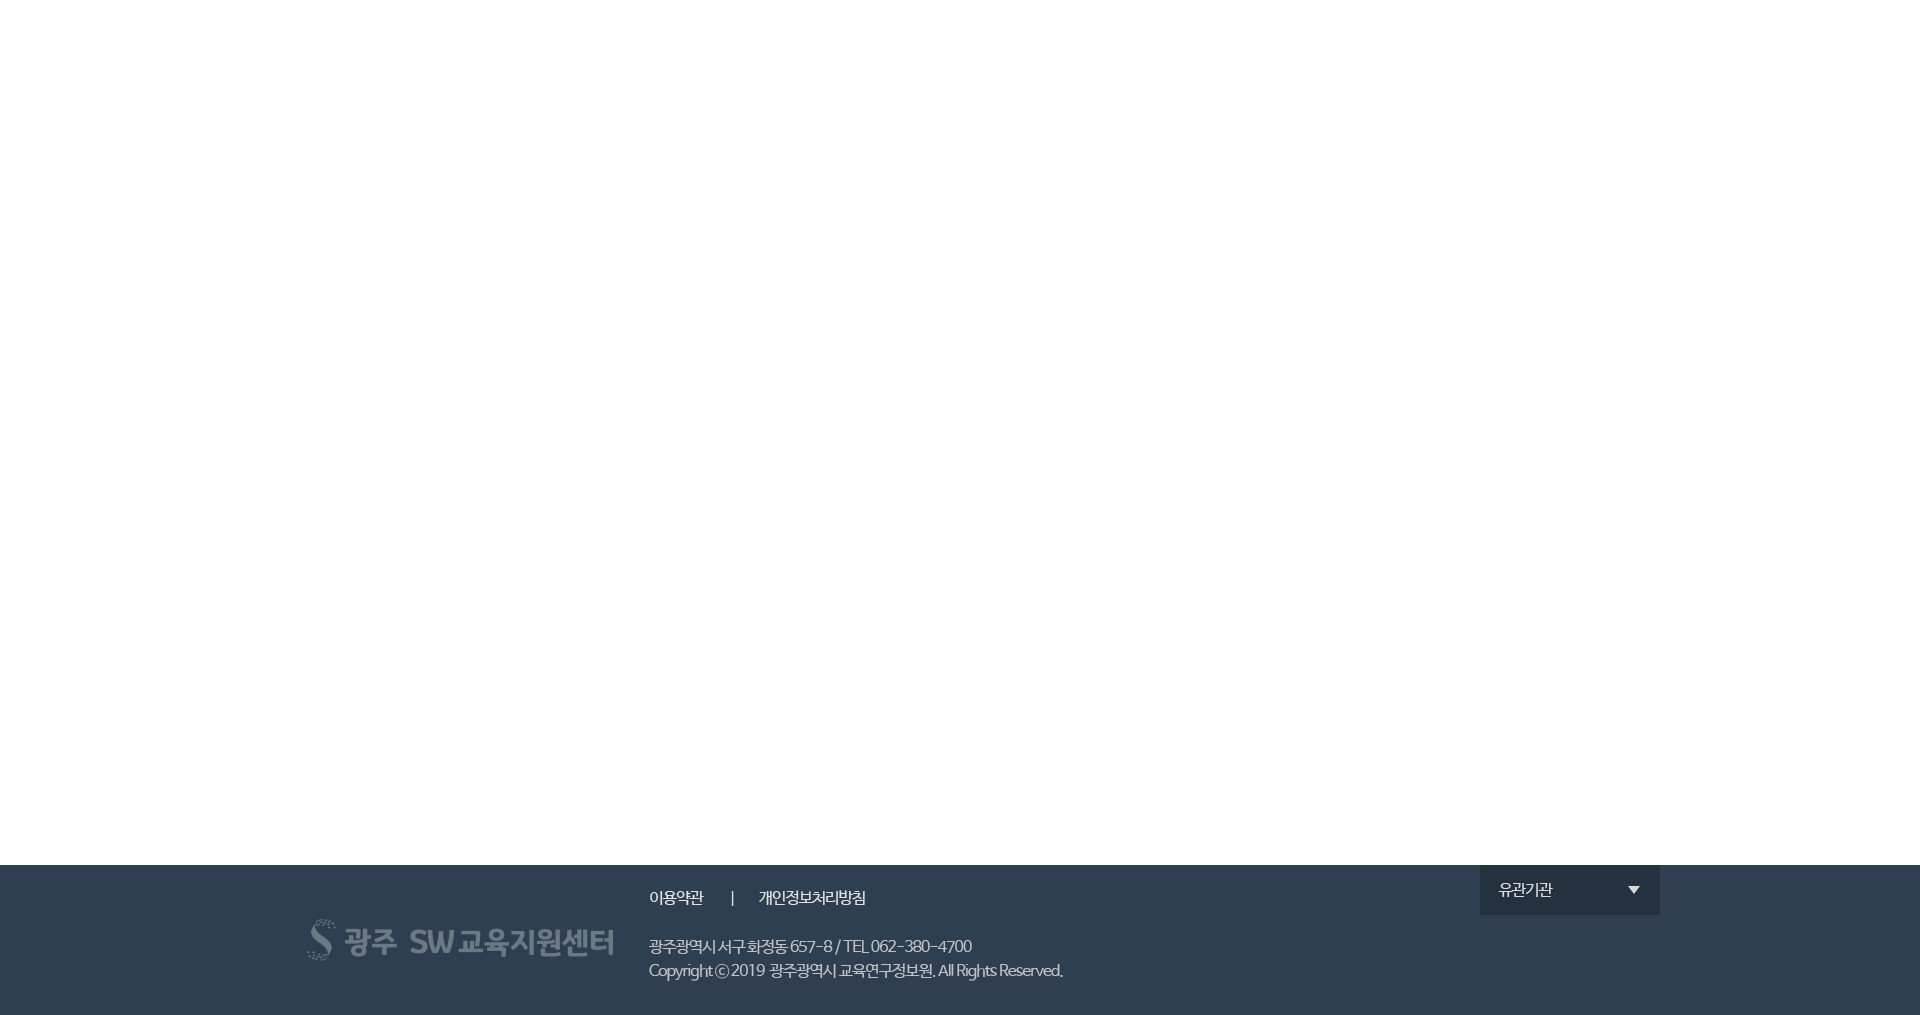 이용약관 | 개인정보처리방침
유관기관
광주 SW교육지원센터
광주광역시 서구 화정동 657-8 / TEL 062-380-4700
Copyright ⓒ 2019 광주광역시 교육연구정보원. All Rights Reserved.